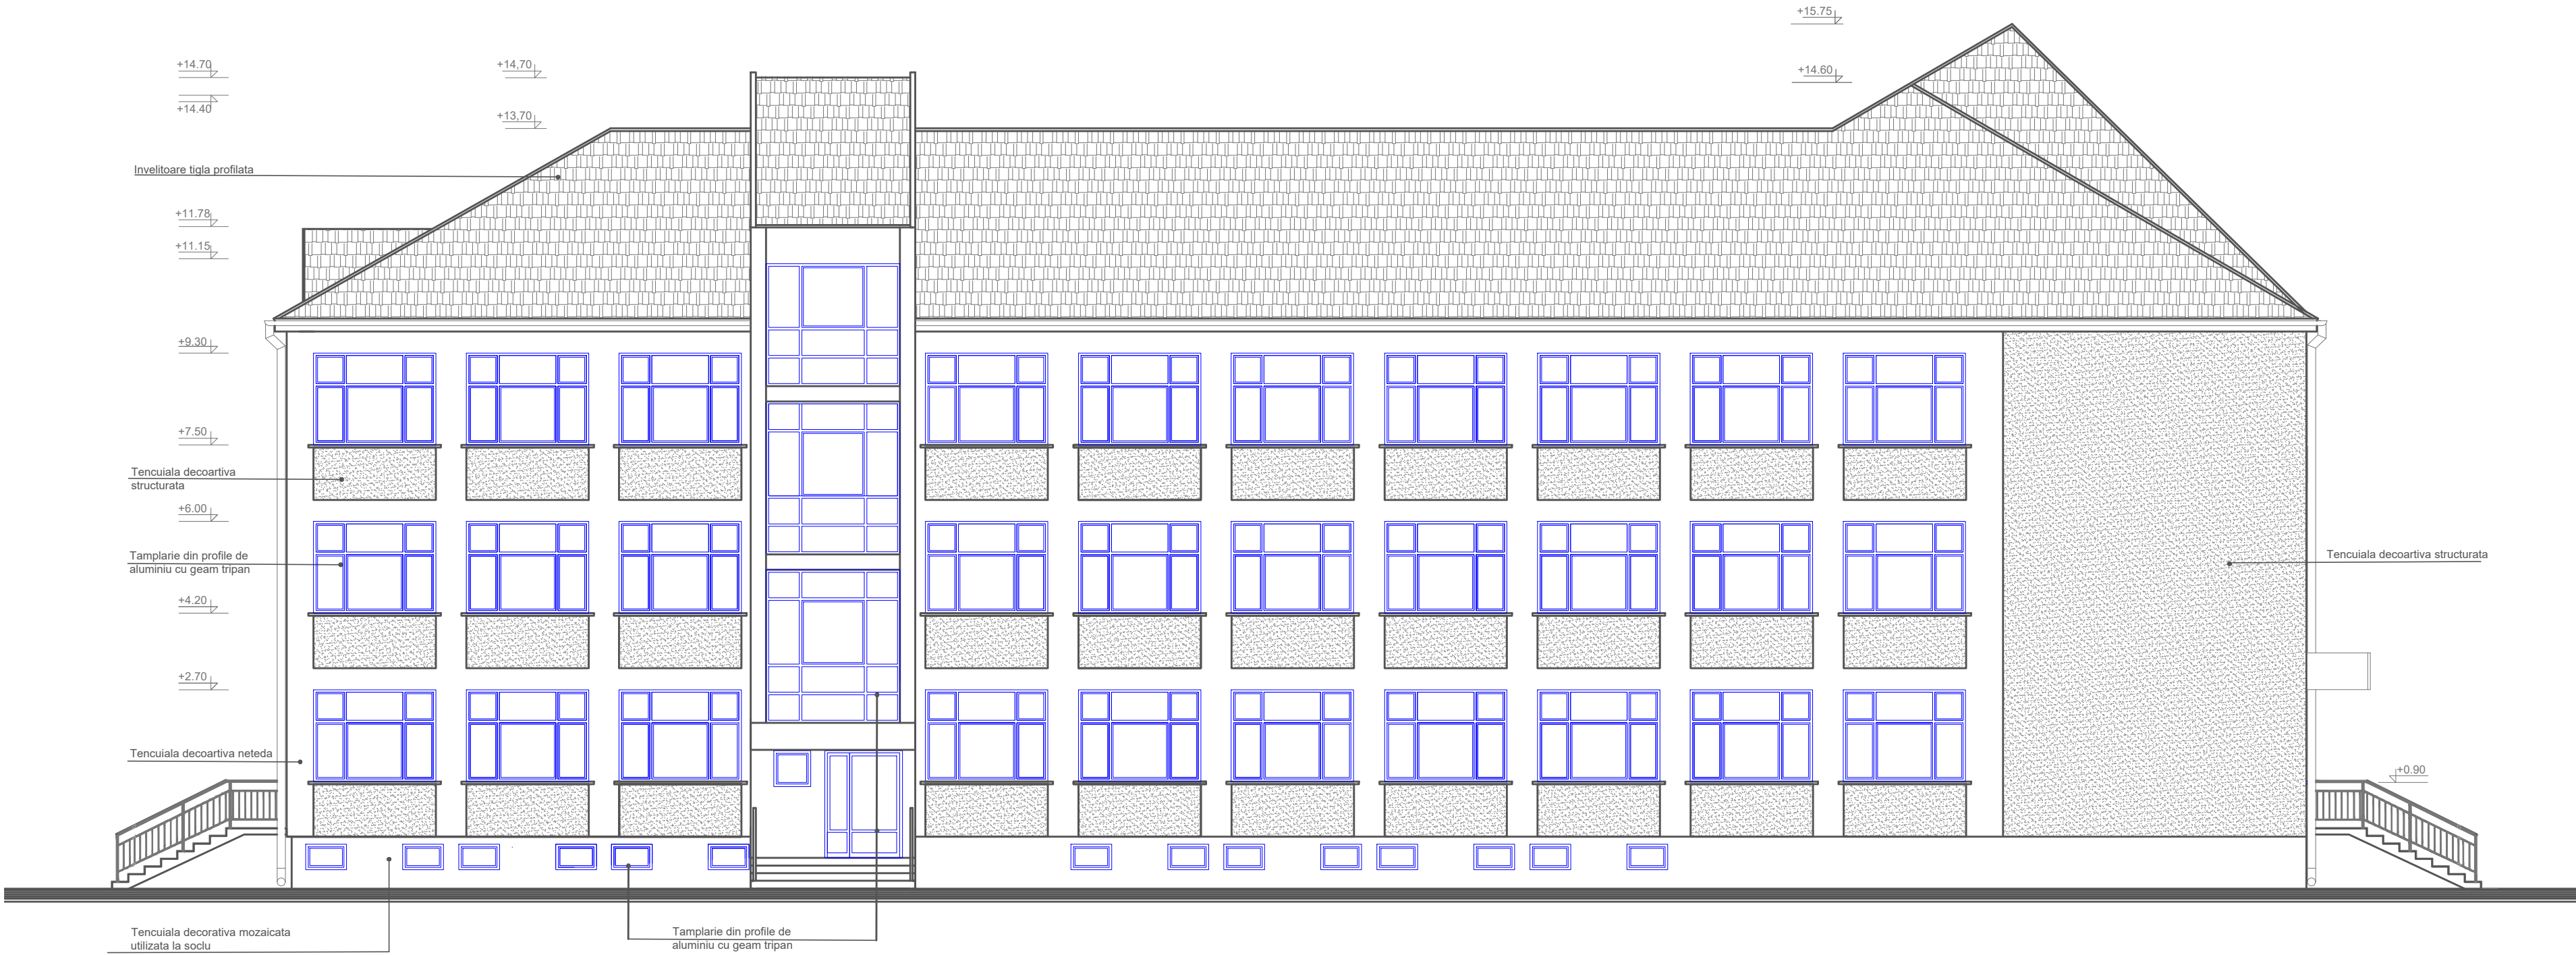 +15.75
+14.70
+14,70
+14.60
+14.40
+13,70
Invelitoare tigla profilata
+11.78
+11.15
+9.30
+7.50
Tencuiala decoartiva
structurata
+6.00
Tamplarie din profile de
aluminiu cu geam tripan
Tencuiala decoartiva structurata
+4.20
+2.70
Tencuiala decoartiva neteda
+0.90
Tencuiala decorativa mozaicata
utilizata la soclu
Tamplarie din profile de
aluminiu cu geam tripan